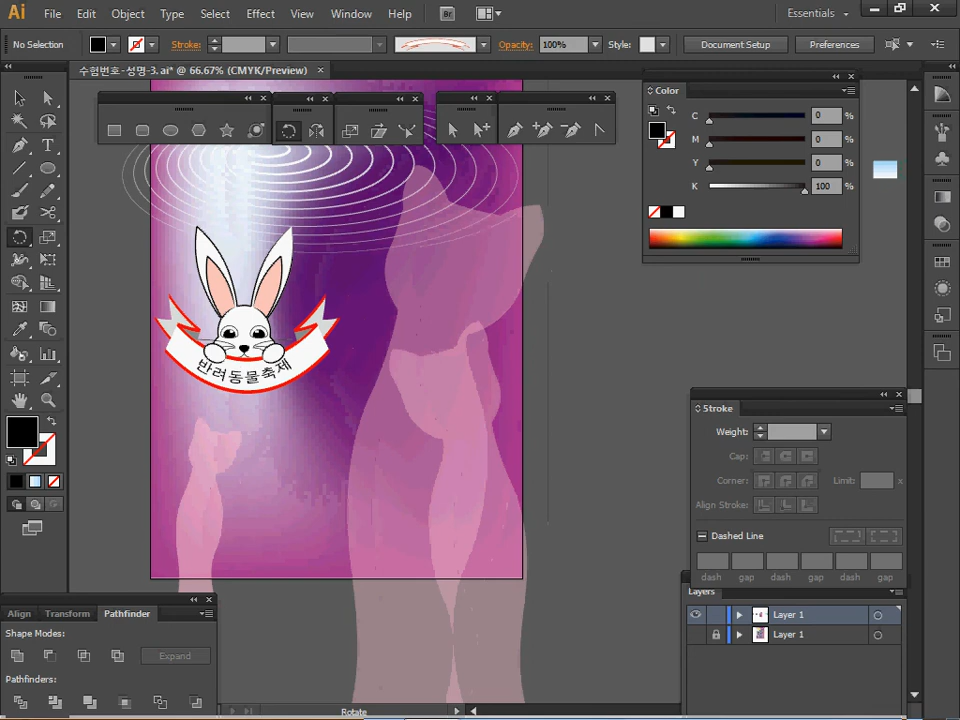 Ai File Edit Object Type Select Effect View Window Help Br Essentials
No Selection Stroke: Opacity: 100% Style: Document Setup Preferences
수험번호-성명-3.ai* @ 66.67% (CMYK/Preview)
Color
C 0 %
M 0 %
Y 0 %
K 100 %
반려동물축제
Stroke
Weight:
Cap:
Corner: Limit: x
Align Stroke:
Dashed Line
dash gap dash gap dash gap
Layers
Layer 1
Layer 1
Align Transform Pathfinder
Shape Modes:
Expand
Pathfinders:
Rotate